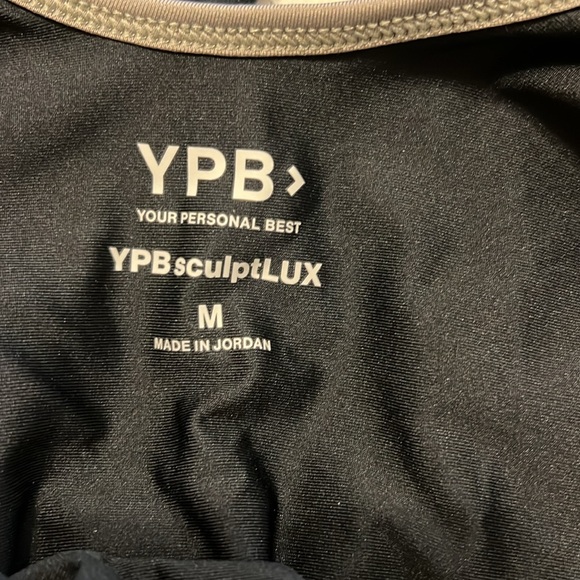 YPB>
YOUR PERSONAL BEST
YPBsculptLUX
M
MADE IN JORDAN